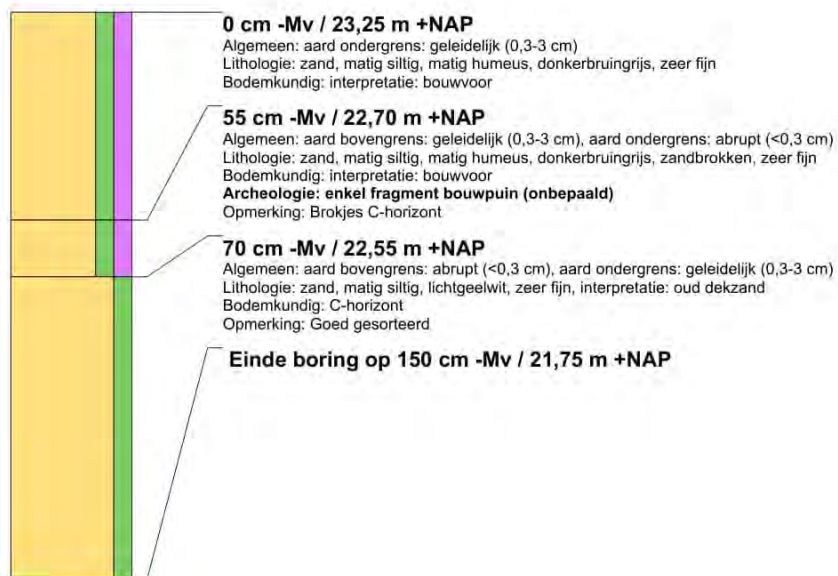 0 cm -Mv / 23,25 m +NAP
Algemeen: aard ondergrens: geleidelijk (0,3-3 cm)
Lithologie: zand, matig siltig, matig humeus, donkerbruingrijs, zeer fijn
Bodemkundig: interpretatie: bouwvoor
55 cm -Mv / 22,70 m +NAP
Algemeen: aard bovengrens: geleidelijk (0,3-3 cm), aard ondergrens: abrupt (<0,3 cm)
Lithologie: zand, matig siltig, matig humeus, donkerbruingrijs, zandbrokken, zeer fijn
Bodemkundig: interpretatie: bouwvoor
Archeologie: enkel fragment bouwpuin (onbepaald)
Opmerking: Brokjes C-horizont
70 cm -Mv / 22,55 m +NAP
Algemeen: aard bovengrens: abrupt (<0,3 cm), aard ondergrens: geleidelijk (0,3-3 cm)
Lithologie: zand, matig siltig, lichtgeelwit, zeer fijn, interpretatie: oud dekzand
Bodemkundig: C-horizont
Opmerking: Goed gesorteerd
Einde boring op 150 cm -Mv / 21,75 m +NAP